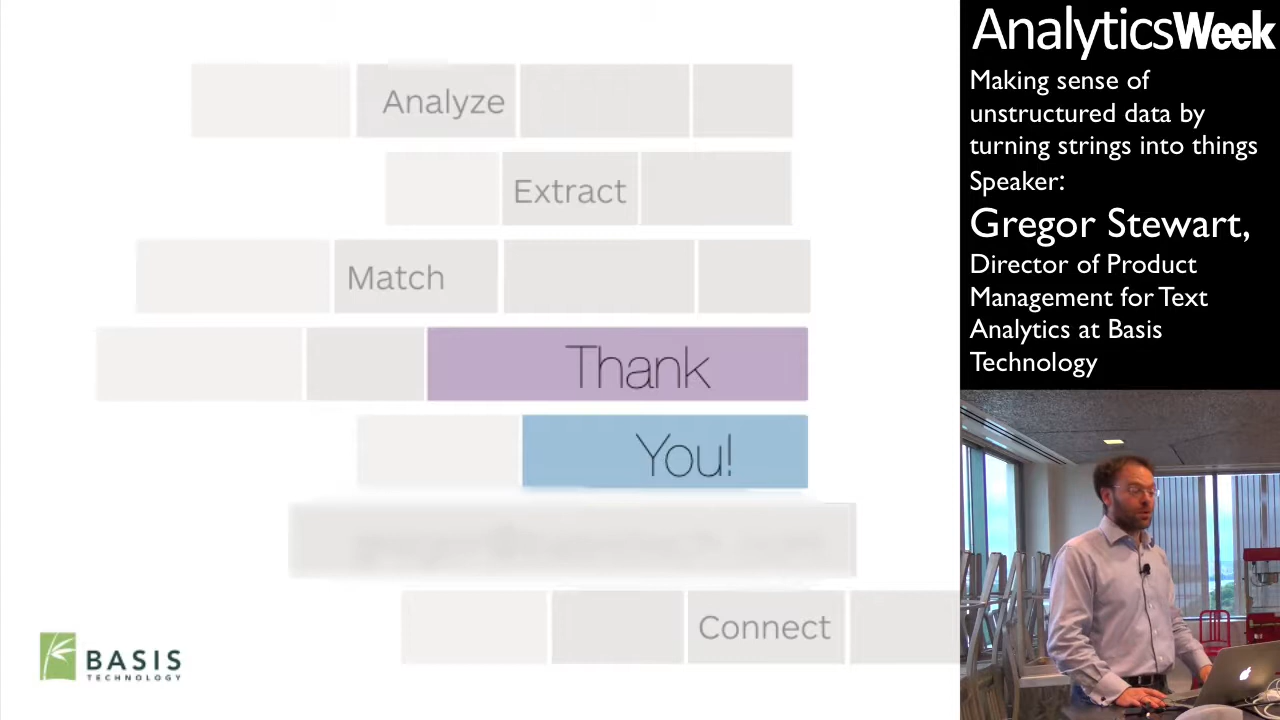 Analyze
Extract
Match
Thank
You!
Connect
BASIS
TECHNOLOGY
AnalyticsWeek
Making sense of
unstructured data by
turning strings into things
Speaker:
Gregor Stewart,
Director of Product
Management for Text
Analytics at Basis
Technology